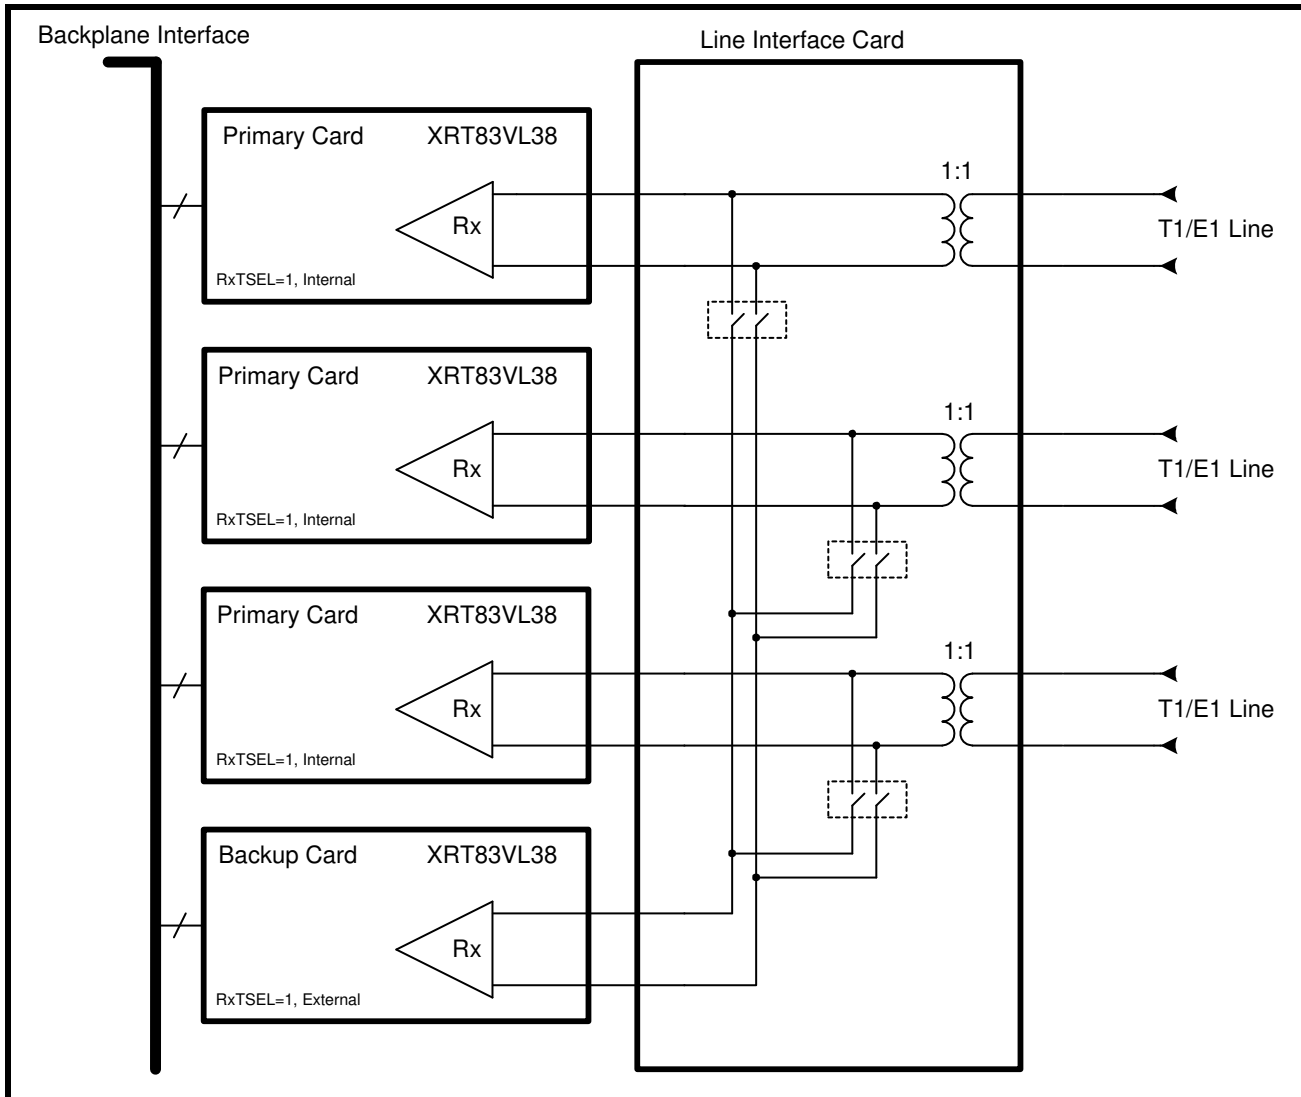 Backplane Interface
Line Interface Card
Primary Card XRT83VL38
Rx
RxTSEL=1, Internal
1:1
T1/E1 Line
Primary Card XRT83VL38
Rx
RxTSEL=1, Internal
1:1
T1/E1 Line
Primary Card XRT83VL38
Rx
RxTSEL=1, Internal
1:1
T1/E1 Line
Backup Card XRT83VL38
Rx
RxTSEL=1, External